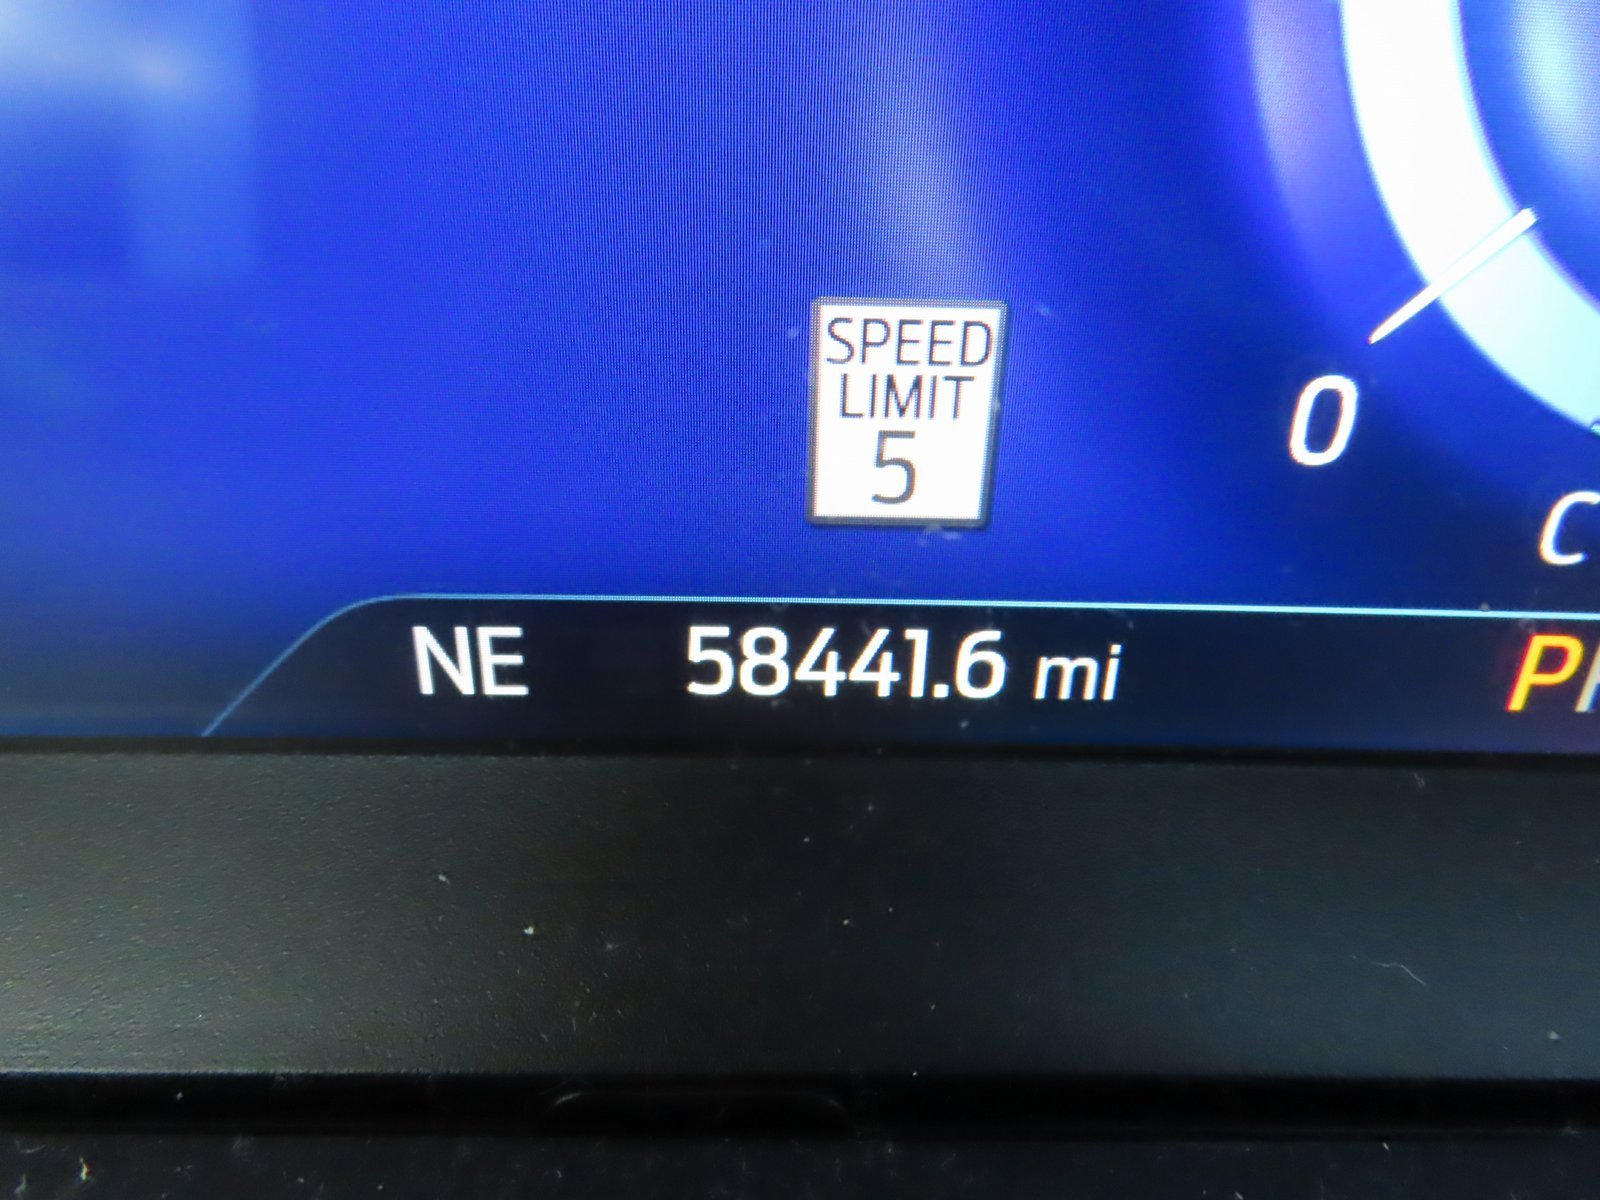 SPEED
LIMIT
5
0
C
NE 58441.6 mi P